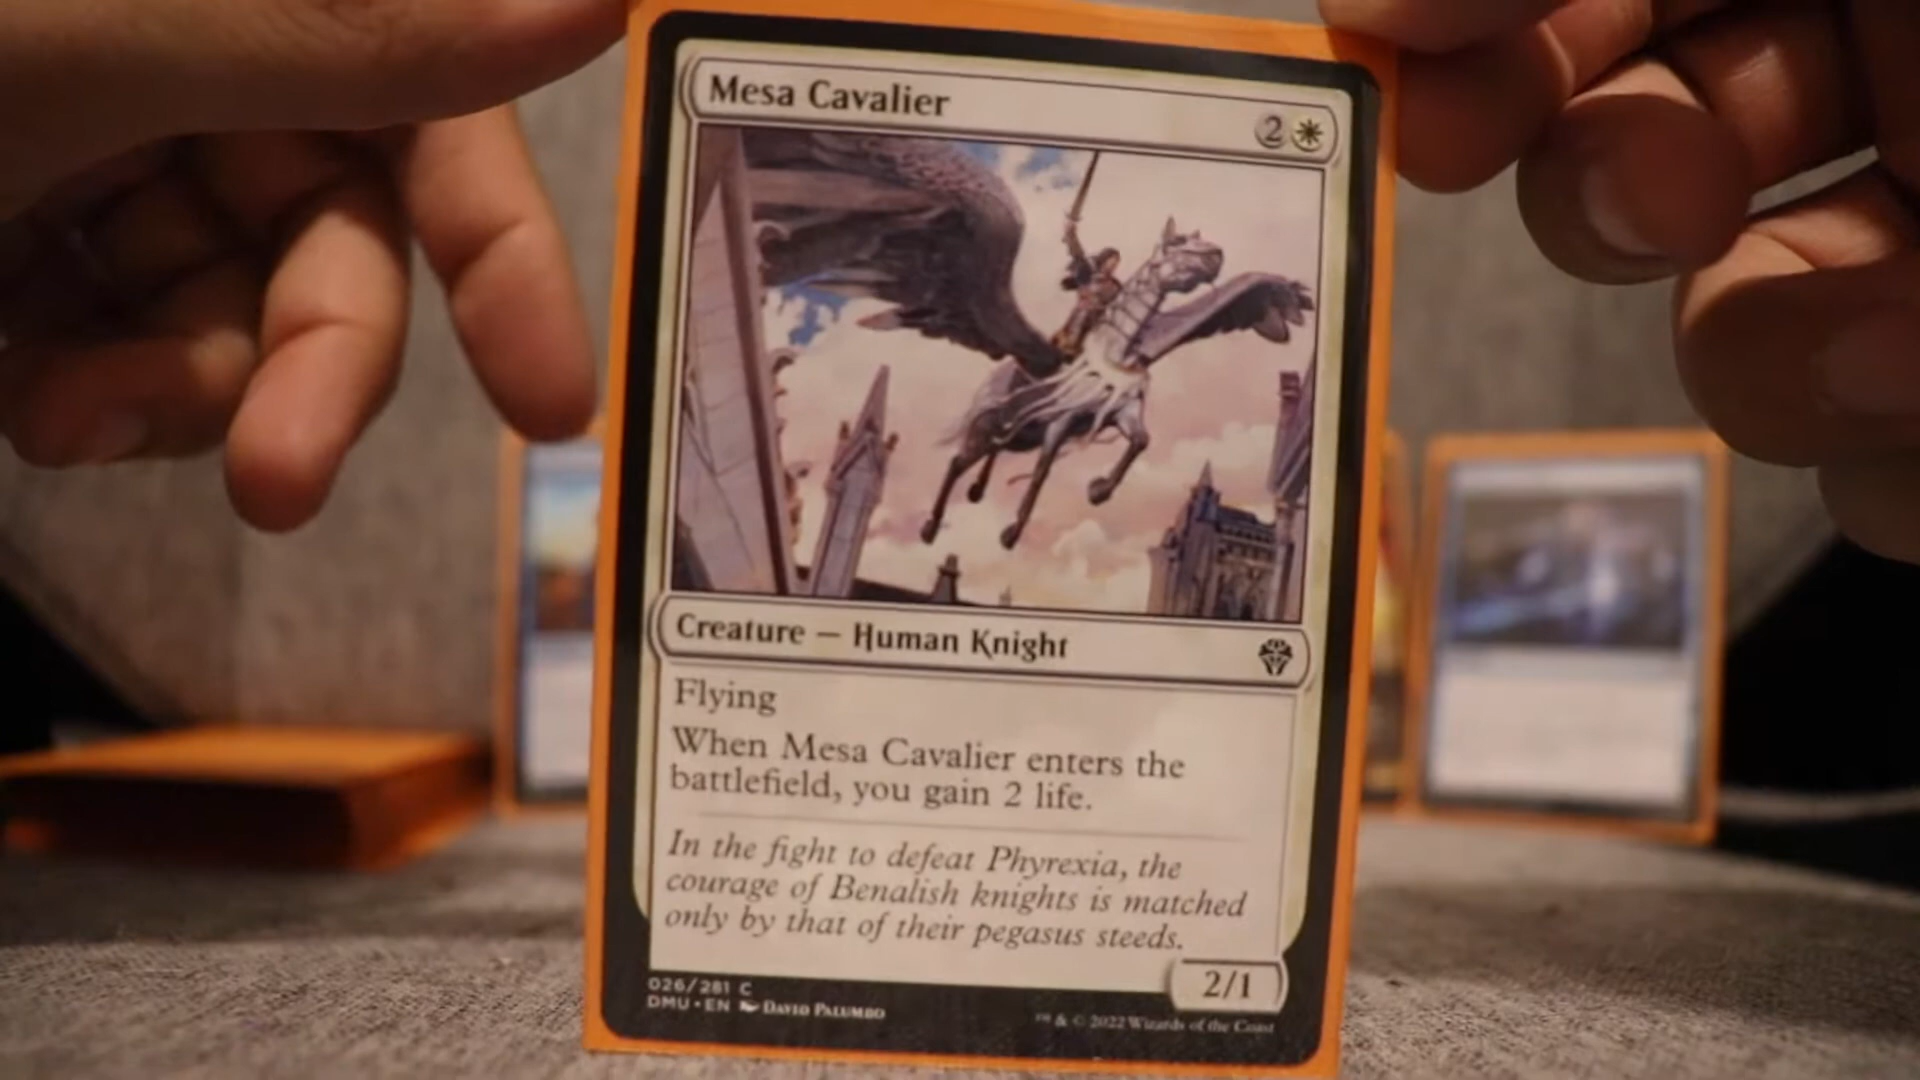 Mesa Cavalier
2
Creature — Human Knight
Flying
When Mesa Cavalier enters the
battlefield, you gain 2 life.
In the fight to defeat Phyrexia, the
courage of Benalish knights is matched
only by that of their pegasus steeds.
2/1
026/281 C
DMU • EN David Palumbo
™ & © 2022 Wizards of the Coast